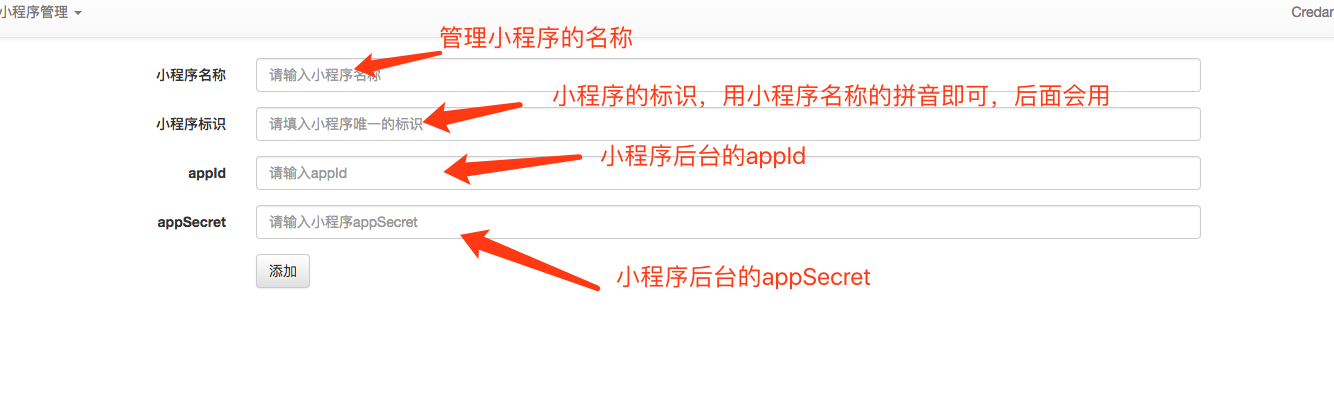 小程序管理
Credan
管理小程序的名称
小程序名称
请输入小程序名称
小程序的标识，用小程序名称的拼音即可，后面会用
小程序标识
请填入小程序唯一的标识
小程序后台的appId
appId
请输入appId
appSecret
请输入小程序appSecret
添加
小程序后台的appSecret